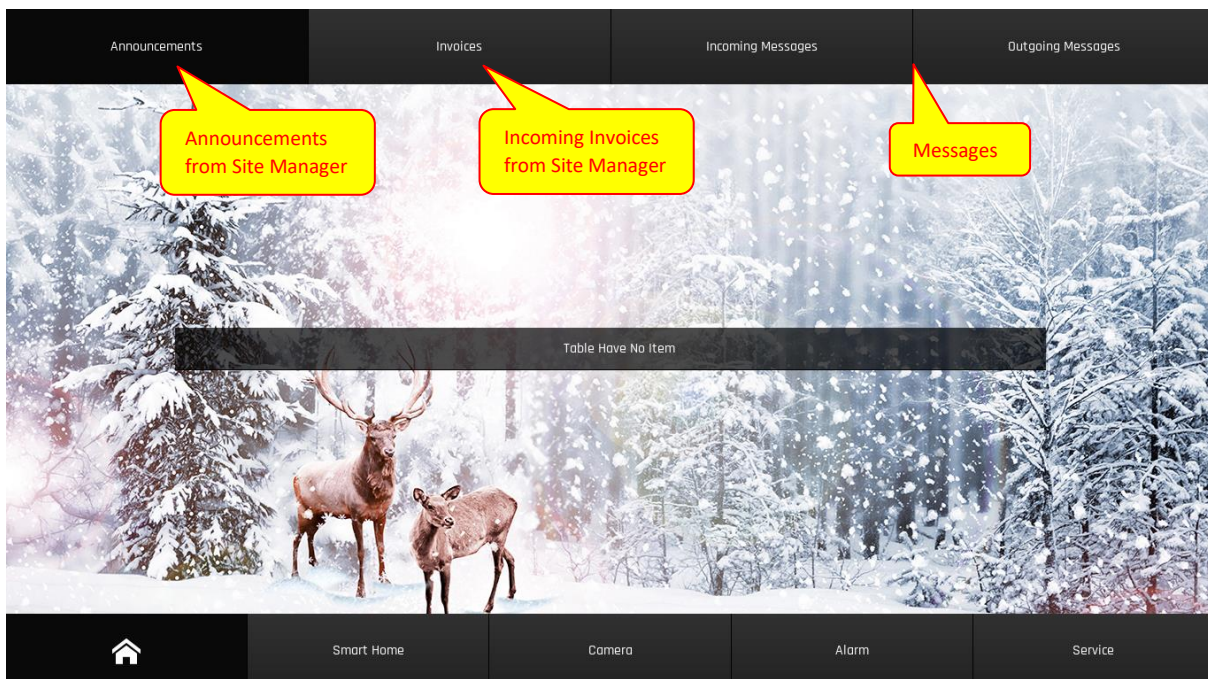 Announcements
Invoices
Incoming Messages
Outgoing Messages
Announcements
from Site Manager
Incoming Invoices
from Site Manager
Messages
Table Have No Item
Smart Home
Camera
Alarm
Service